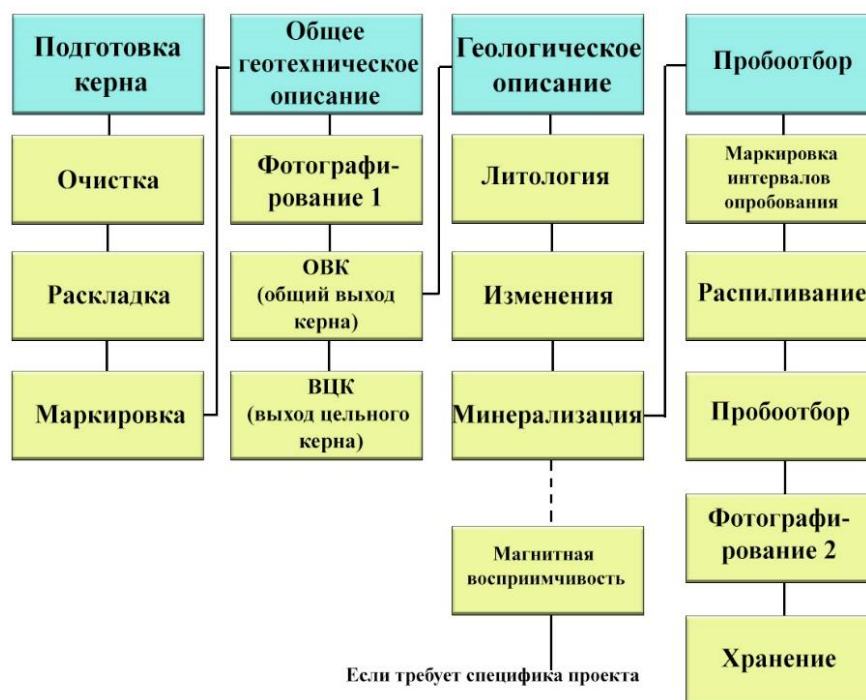 Подготовка
керна
Очистка
Раскладка
Маркировка
Общее
геотехническое
описание
Фотографи-
рование 1
ОВК
(общий выход
керна)
ВЦК
(выход цельного
керна)
Геологическое
описание
Литология
Изменения
Минерализация
Магнитная
восприимчивость
Если требует специфика проекта
Пробоотбор
Маркировка
интервалов
опробования
Распиливание
Пробоотбор
Фотографи-
рование 2
Хранение